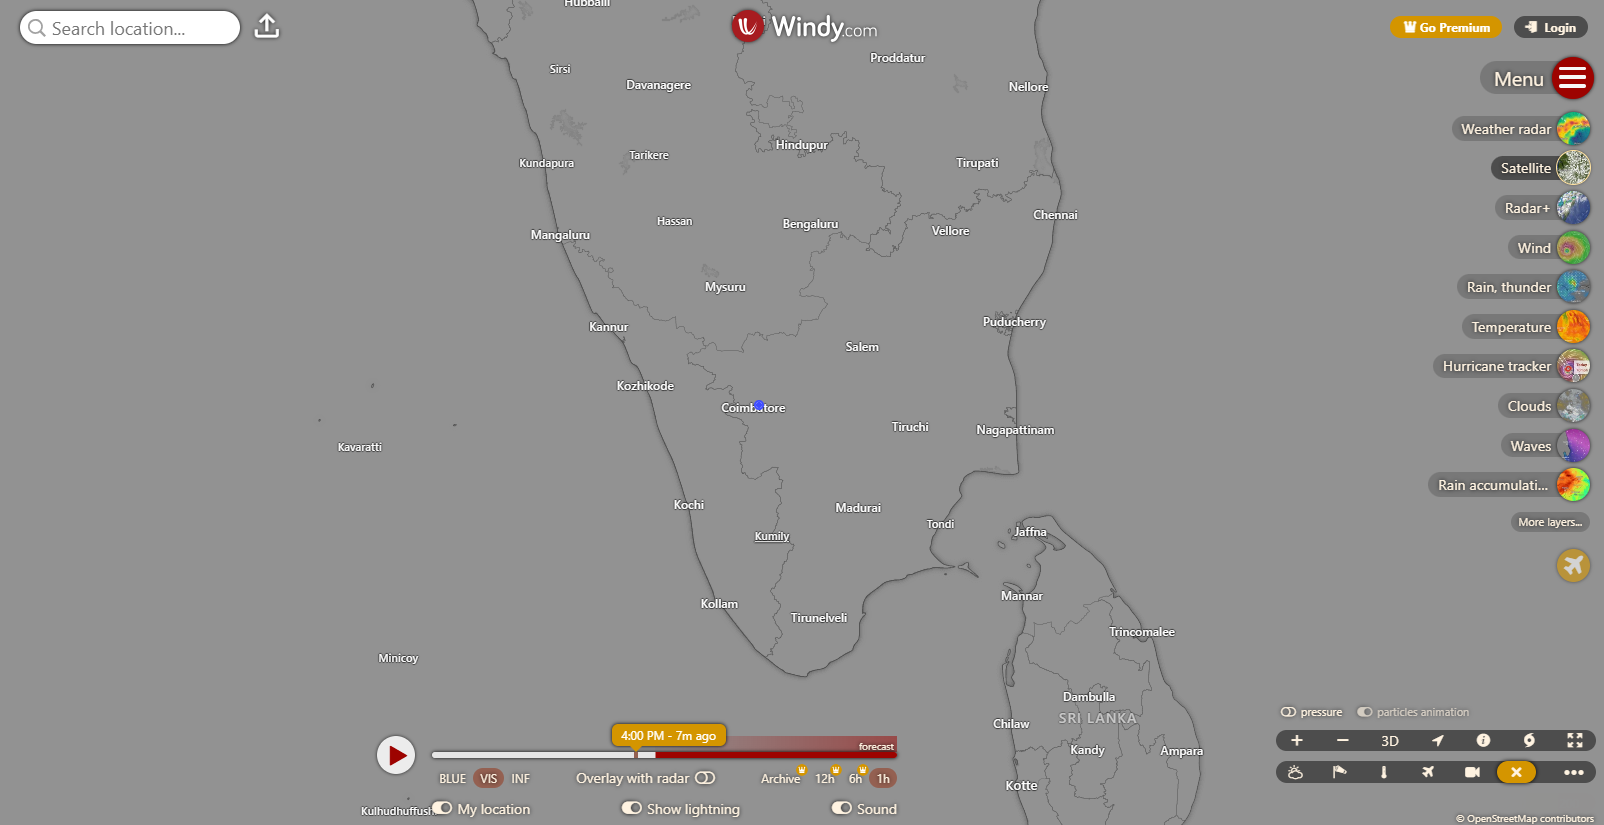 Search location...
Windy.com
Go Premium
Login
Menu
Weather radar
Satellite
Radar+
Wind
Rain, thunder
Temperature
Hurricane tracker
Clouds
Waves
Rain accumulati...
More layers...
Hubballi
Proddatur
Sirsi
Davanagere
Nellore
Hindupur
Kundapura
Tarikere
Tirupati
Chennai
Hassan
Bengaluru
Vellore
Mangaluru
Mysuru
Puducherry
Kannur
Salem
Kozhikode
Coimbatore
Tiruchi
Nagapattinam
Kavaratti
Kochi
Madurai
Tondi
Jaffna
Kumily
Mannar
Kollam
Tirunelveli
Trincomalee
Minicoy
Dambulla
SRI LANKA
Chilaw
Kandy
Ampara
Kotte
Kulhudhuffush
4:00 PM - 7m ago
forecast
BLUE VIS INF
Overlay with radar
Archive 12h 6h 1h
My location
Show lightning
Sound
pressure
particles animation
3D
© OpenStreetMap contributors